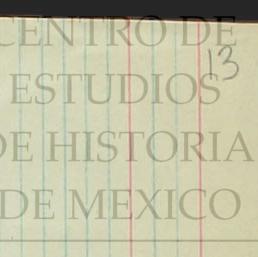 CENTRO DE
13
ESTUDIOS
DE HISTORIA
DE MEXICO